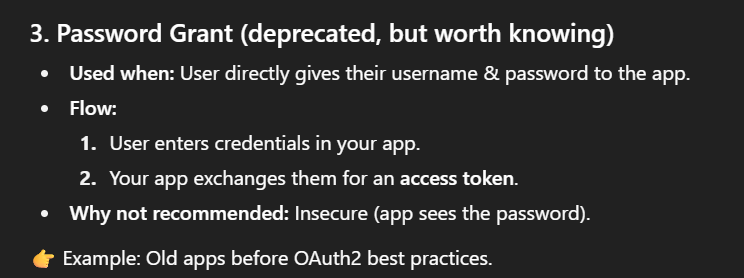 3. Password Grant (deprecated, but worth knowing)
• Used when: User directly gives their username & password to the app.
• Flow:
1. User enters credentials in your app.
2. Your app exchanges them for an access token.
• Why not recommended: Insecure (app sees the password).
👉 Example: Old apps before OAuth2 best practices.